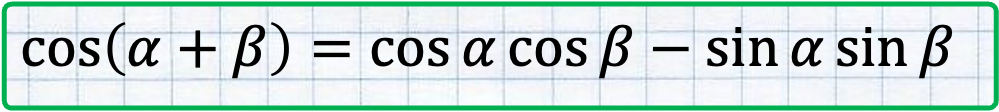 cos(α + β) = cos α cos β − sin α sin β